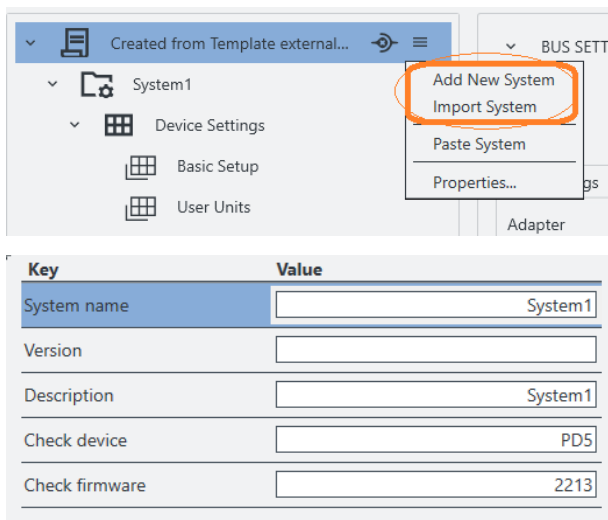 Created from Template external...
BUS SETT
System1
Add New System
Import System
Device Settings
Paste System
Basic Setup
Properties...
gs
User Units
Adapter
Key Value
System name System1
Version
Description System1
Check device PD5
Check firmware 2213